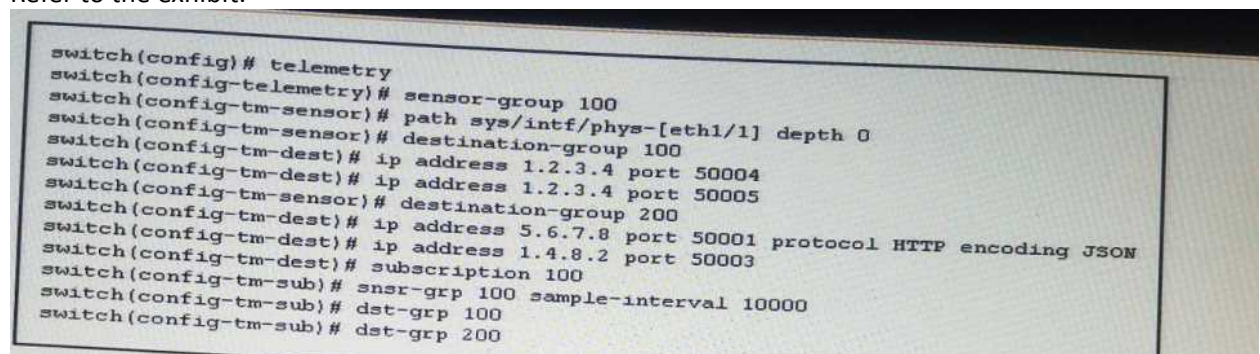 Refer to the exhibit.
switch(config)# telemetry
switch(config-telemetry)# sensor-group 100
switch(config-tm-sensor)# path sys/intf/phys-[eth1/1] depth 0
switch(config-tm-sensor)# destination-group 100
switch(config-tm-dest)# ip address 1.2.3.4 port 50004
switch(config-tm-dest)# ip address 1.2.3.4 port 50005
switch(config-tm-sensor)# destination-group 200
switch(config-tm-dest)# ip address 5.6.7.8 port 50001 protocol HTTP encoding JSON
switch(config-tm-dest)# ip address 1.4.8.2 port 50003
switch(config-tm-dest)# subscription 100
switch(config-tm-sub)# snsr-grp 100 sample-interval 10000
switch(config-tm-sub)# dst-grp 100
switch(config-tm-sub)# dst-grp 200